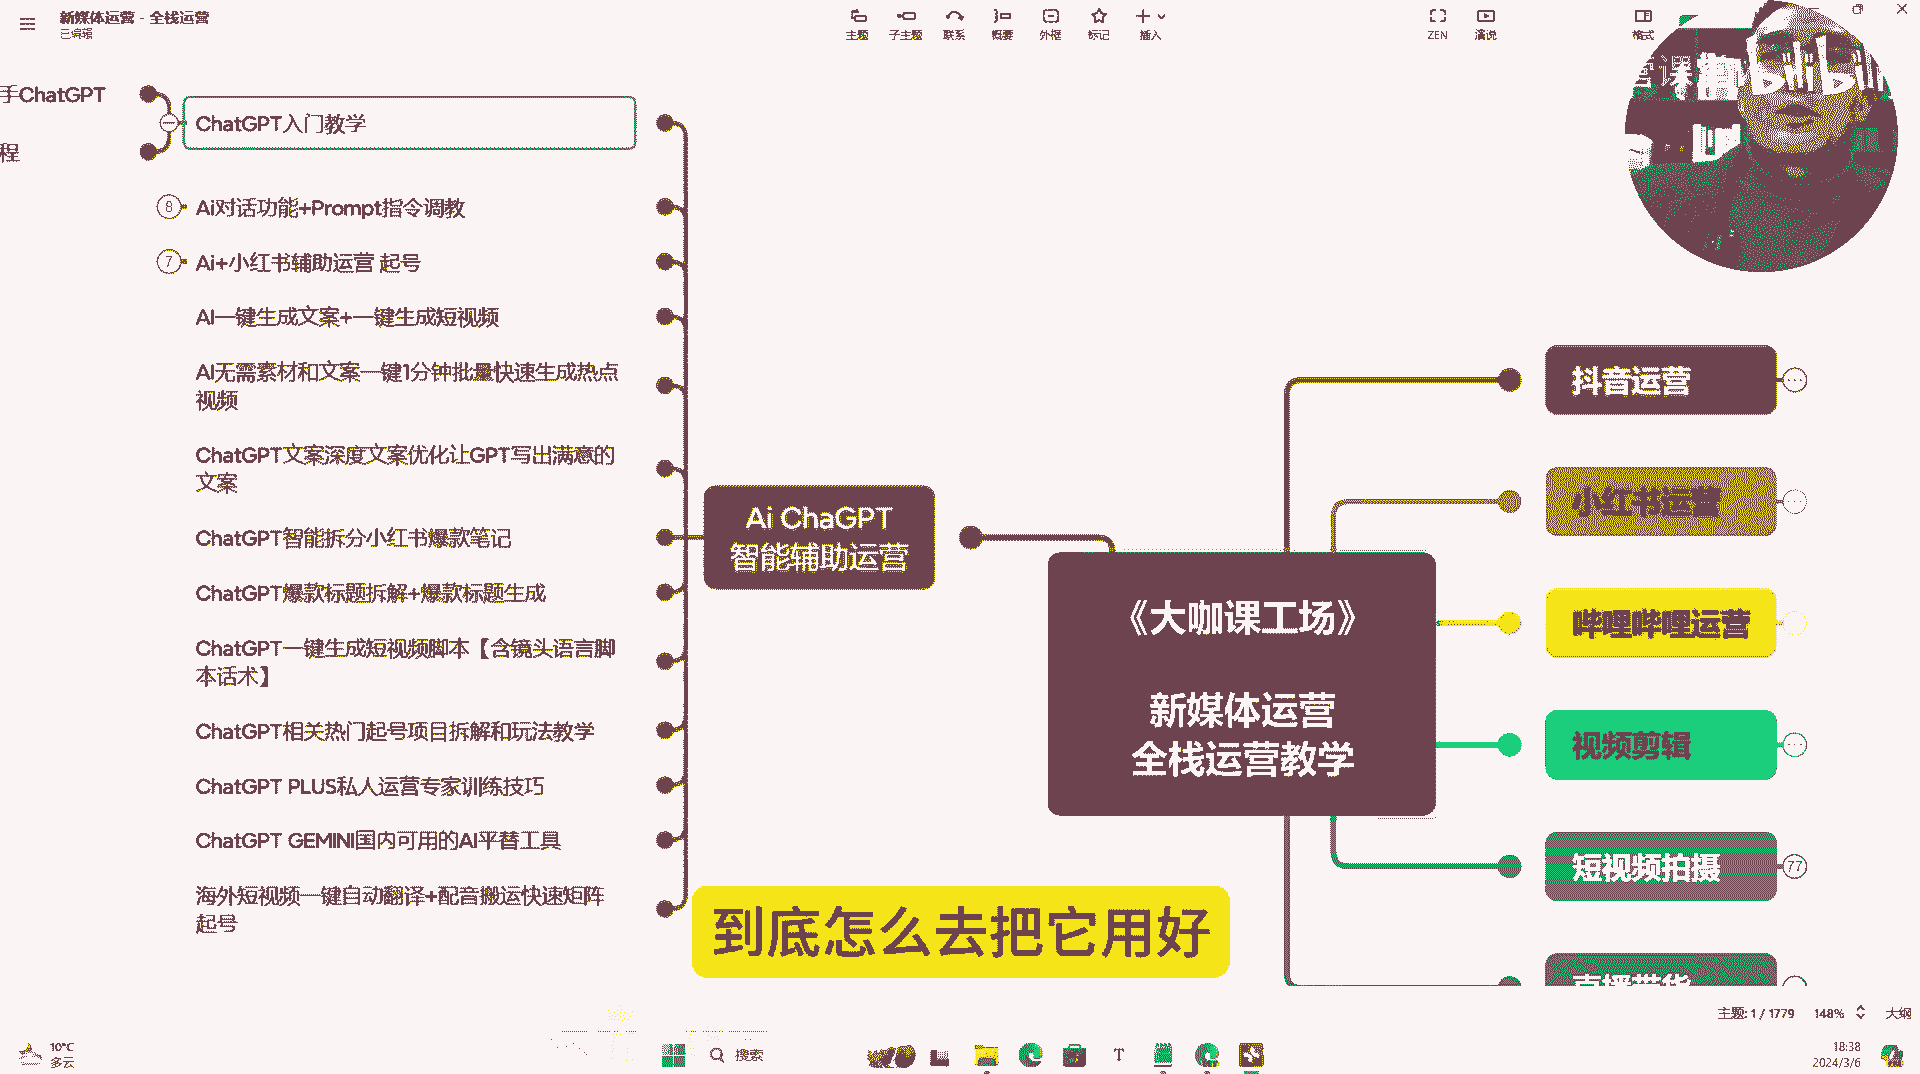 新媒体运营 - 全栈运营
已编辑
主题
子主题
联系
概要
外框
标记
插入
ZEN
演说
格式
手ChatGPT
程
ChatGPT入门教学
8
Ai对话功能+Prompt指令调教
7
Ai+小红书辅助运营 起号
AI一键生成文案+一键生成短视频
AI无需素材和文案一键1分钟批量快速生成热点
视频
ChatGPT文案深度文案优化让GPT写出满意的
文案
ChatGPT智能拆分小红书爆款笔记
ChatGPT爆款标题拆解+爆款标题生成
ChatGPT一键生成短视频脚本【含镜头语言脚
本话术】
ChatGPT相关热门起号项目拆解和玩法教学
ChatGPT PLUS私人运营专家训练技巧
ChatGPT GEMINI国内可用的AI平替工具
海外短视频一键自动翻译+配音搬运快速矩阵
起号
Ai ChaGPT
智能辅助运营
《大咖课工场》
新媒体运营
全栈运营教学
抖音运营
小红书运营
哔哩哔哩运营
视频剪辑
短视频拍摄
77
直播带货
到底怎么去把它用好
主题: 1 / 1779
148%
大纲
10°C
多云
搜索
18:38
2024/3/6